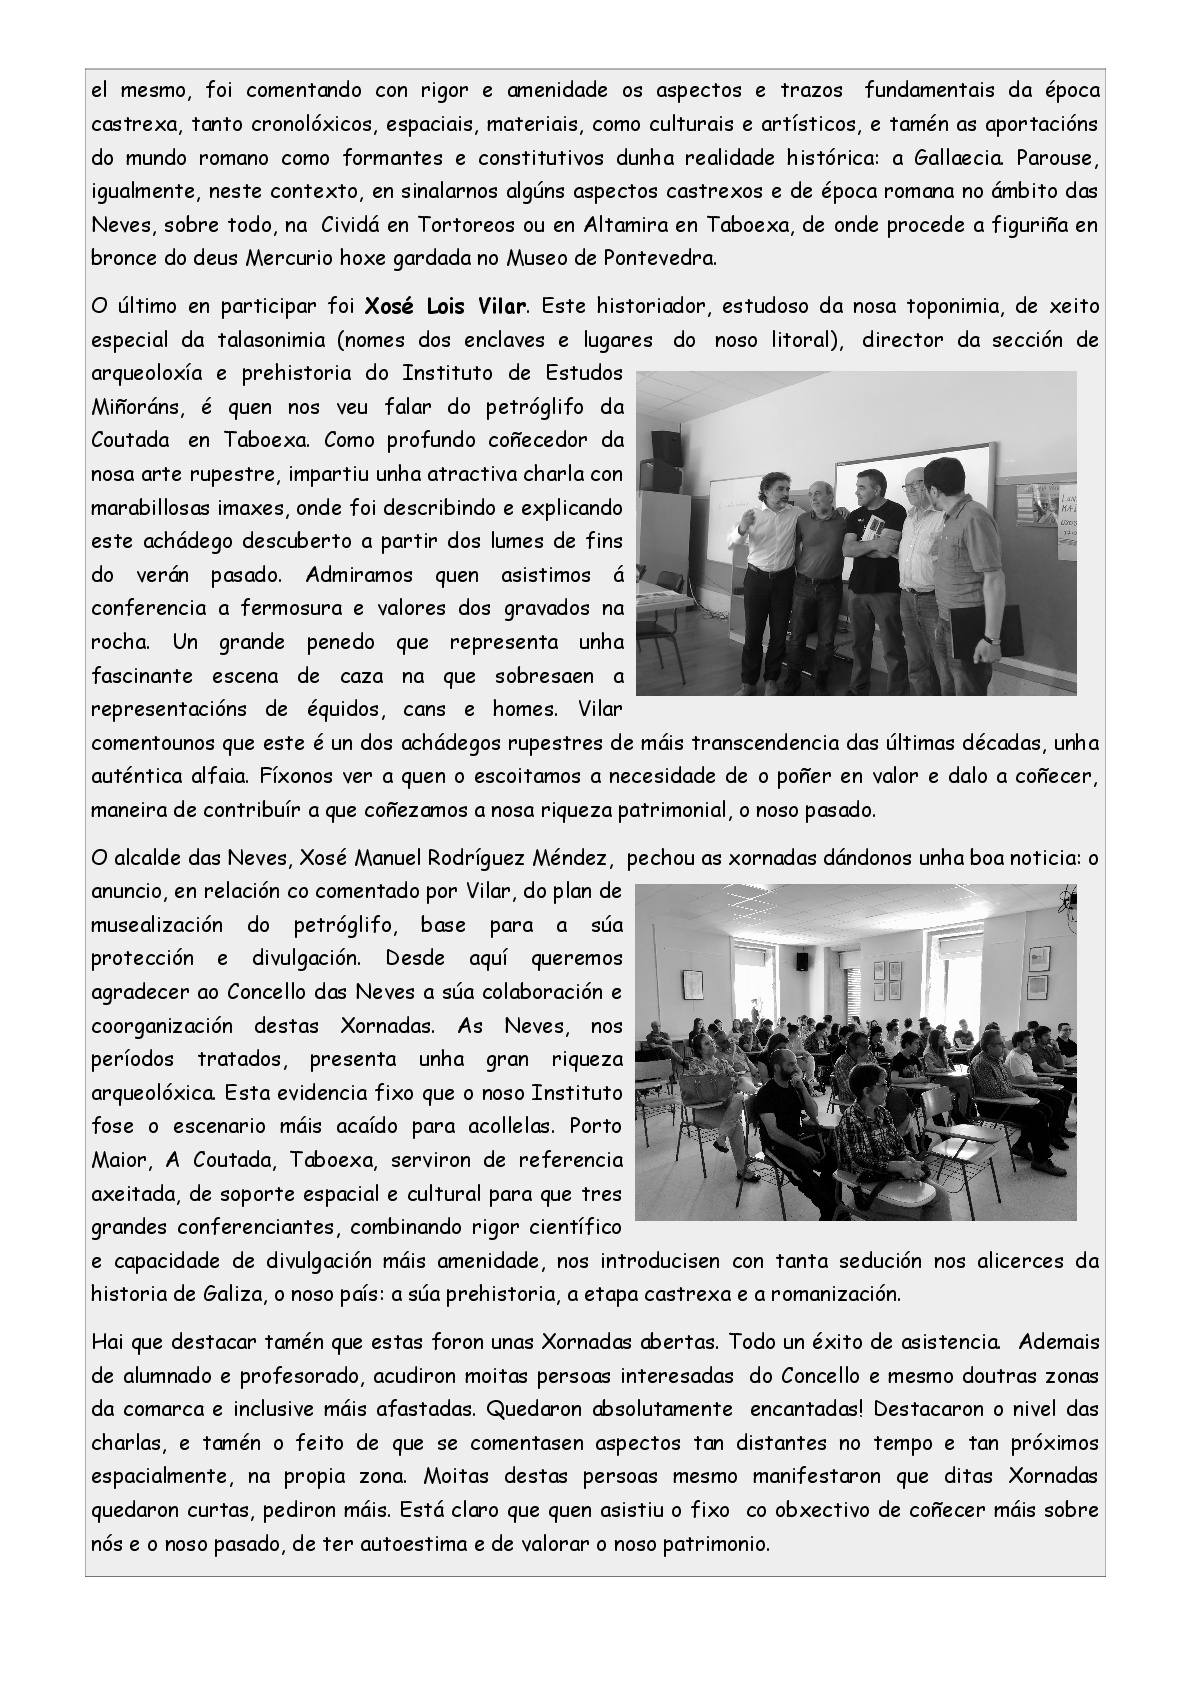 el mesmo, foi comentando con rigor e amenidade os aspectos e trazos fundamentais da época
castrexa, tanto cronolóxicos, espaciais, materiais, como culturais e artísticos, e tamén as aportacións
do mundo romano como formantes e constitutivos dunha realidade histórica: a Gallaecia. Parouse,
igualmente, neste contexto, en sinalarnos algúns aspectos castrexos e de época romana no ámbito das
Neves, sobre todo, na Cividá en Tortoreos ou en Altamira en Taboexa, de onde procede a figuriña en
bronce do deus Mercurio hoxe gardada no Museo de Pontevedra.
O último en participar foi Xosé Lois Vilar. Este historiador, estudoso da nosa toponimia, de xeito
especial da talasonimia (nomes dos enclaves e lugares do noso litoral), director da sección de
arqueoloxía e prehistoria do Instituto de Estudos
Miñoráns, é quen nos veu falar do petróglifo da
Coutada en Taboexa. Como profundo coñecedor da
nosa arte rupestre, impartiu unha atractiva charla con
marabillosas imaxes, onde foi describindo e explicando
este achádego descuberto a partir dos lumes de fins
do verán pasado. Admiramos quen asistimos á
conferencia a fermosura e valores dos gravados na
rocha. Un grande penedo que representa unha
fascinante escena de caza na que sobresaen a
representacións de équidos, cans e homes. Vilar
comentounos que este é un dos achádegos rupestres de máis transcendencia das últimas décadas, unha
auténtica alfaia. Fíxonos ver a quen o escoitamos a necesidade de o poñer en valor e dalo a coñecer,
maneira de contribuír a que coñezamos a nosa riqueza patrimonial, o noso pasado.
O alcalde das Neves, Xosé Manuel Rodríguez Méndez, pechou as xornadas dándonos unha boa noticia: o
anuncio, en relación co comentado por Vilar, do plan de
musealización do petróglifo, base para a súa
protección e divulgación. Desde aquí queremos
agradecer ao Concello das Neves a súa colaboración e
coorganización destas Xornadas. As Neves, nos
períodos tratados, presenta unha gran riqueza
arqueolóxica. Esta evidencia fixo que o noso Instituto
fose o escenario máis acaído para acollelas. Porto
Maior, A Coutada, Taboexa, serviron de referencia
axeitada, de soporte espacial e cultural para que tres
grandes conferenciantes, combinando rigor científico
e capacidade de divulgación máis amenidade, nos introducisen con tanta sedución nos alicerces da
historia de Galiza, o noso país: a súa prehistoria, a etapa castrexa e a romanización.
Hai que destacar tamén que estas foron unas Xornadas abertas. Todo un éxito de asistencia. Ademais
de alumnado e profesorado, acudiron moitas persoas interesadas do Concello e mesmo doutras zonas
da comarca e inclusive máis afastadas. Quedaron absolutamente encantadas! Destacaron o nivel das
charlas, e tamén o feito de que se comentasen aspectos tan distantes no tempo e tan próximos
espacialmente, na propia zona. Moitas destas persoas mesmo manifestaron que ditas Xornadas
quedaron curtas, pediron máis. Está claro que quen asistiu o fixo co obxectivo de coñecer máis sobre
nós e o noso pasado, de ter autoestima e de valorar o noso patrimonio.